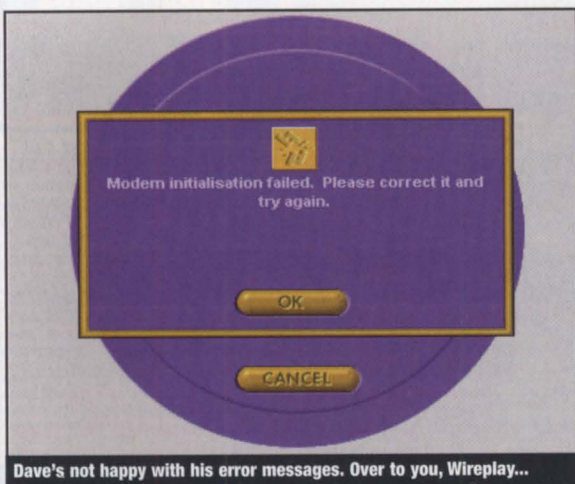 Modem initialisation failed. Please correct it and
try again.
OK
CANCEL
Dave's not happy with his error messages. Over to you, Wireplay...